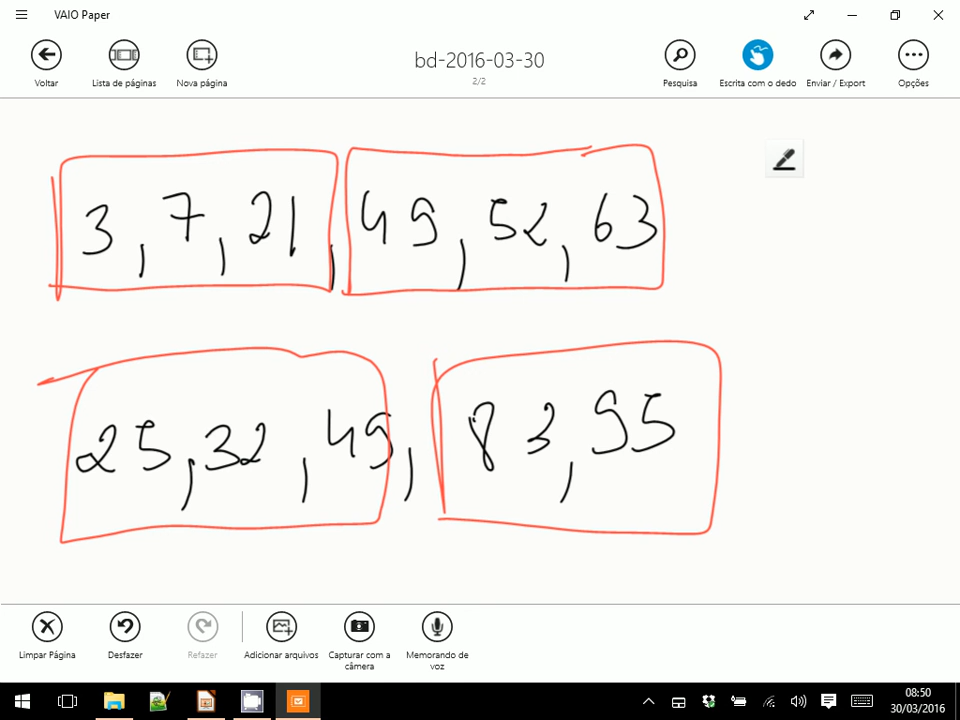 VAIO Paper
Voltar
Lista de páginas
Nova página
bd-2016-03-30
2/2
Pesquisa
Escrita com o dedo
Enviar / Export
Opções
3, 7, 21, 49, 52, 63
25, 32, 49, 83, 95
Limpar Página
Desfazer
Refazer
Adicionar arquivos
Capturar com a
câmera
Memorando de
voz
08:50
30/03/2016